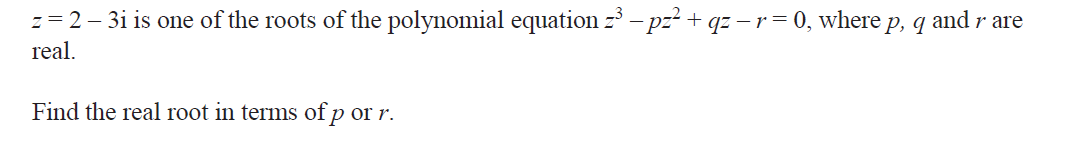 z = 2 – 3i is one of the roots of the polynomial equation z³ – pz² + qz – r = 0, where p, q and r are
real.
Find the real root in terms of p or r.